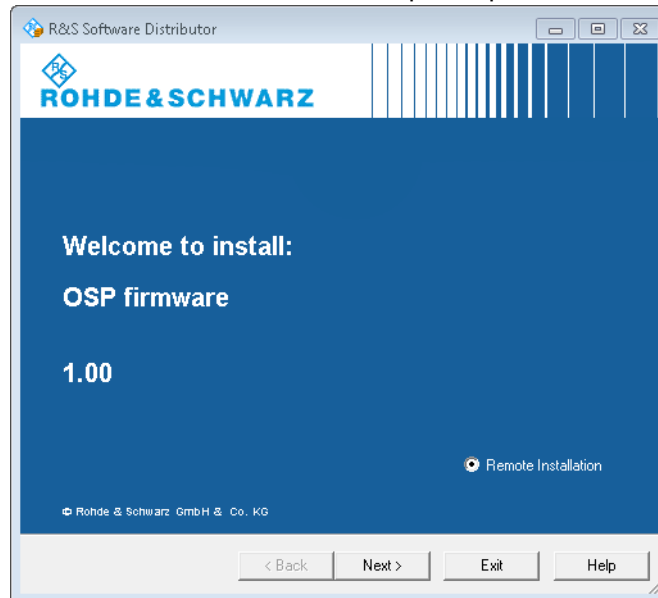 R&S Software Distributor
R S
ROHDE&SCHWARZ
Welcome to install:
OSP firmware
1.00
Remote Installation
© Rohde & Schwarz GmbH & Co. KG
< Back
Next >
Exit
Help